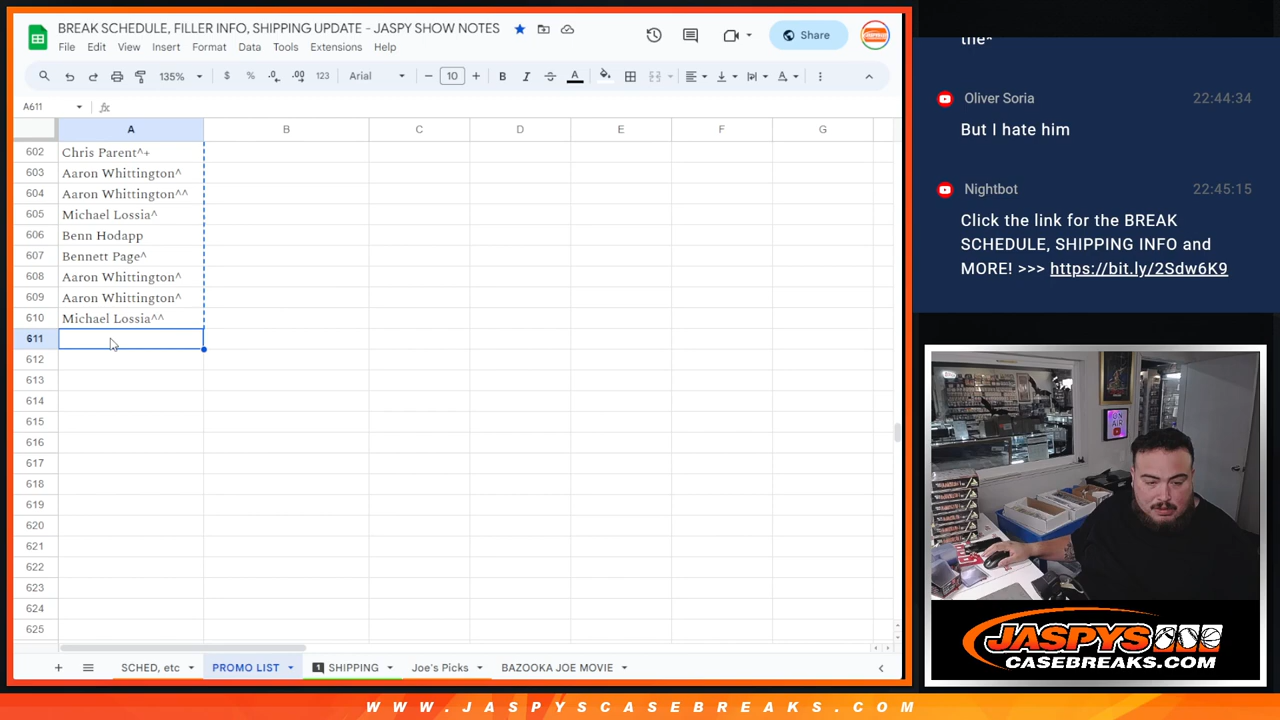 BREAK SCHEDULE, FILLER INFO, SHIPPING UPDATE - JASPY SHOW NOTES
Share
File Edit View Insert Format Data Tools Extensions Help
135% $ % .0 .00 123 Arial 10 B I A
A611 fx
A B C D E F G
602 Chris Parent^+
603 Aaron Whittington^
604 Aaron Whittington^^
605 Michael Lossia^
606 Benn Hodapp
607 Bennett Page^
608 Aaron Whittington^
609 Aaron Whittington^
610 Michael Lossia^^
611
612
613
614
615
616
617
618
619
620
621
622
623
624
625
SCHED, etc PROMO LIST 1 SHIPPING Joe's Picks BAZOOKA JOE MOVIE
the*
Oliver Soria 22:44:34
But I hate him
Nightbot 22:45:15
Click the link for the BREAK
SCHEDULE, SHIPPING INFO and
MORE! >>> https://bit.ly/2Sdw6K9
ON AIR
JASPYS
CASEBREAKS.COM
WWW.JASPYSCASEBREAKS.COM